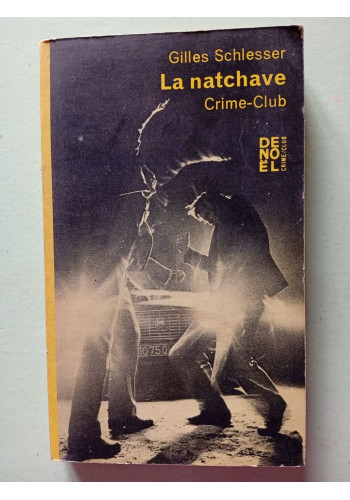 Gilles Schlesser
La natchave
Crime-Club
DE
NO
ËL
CRIME/CLUB